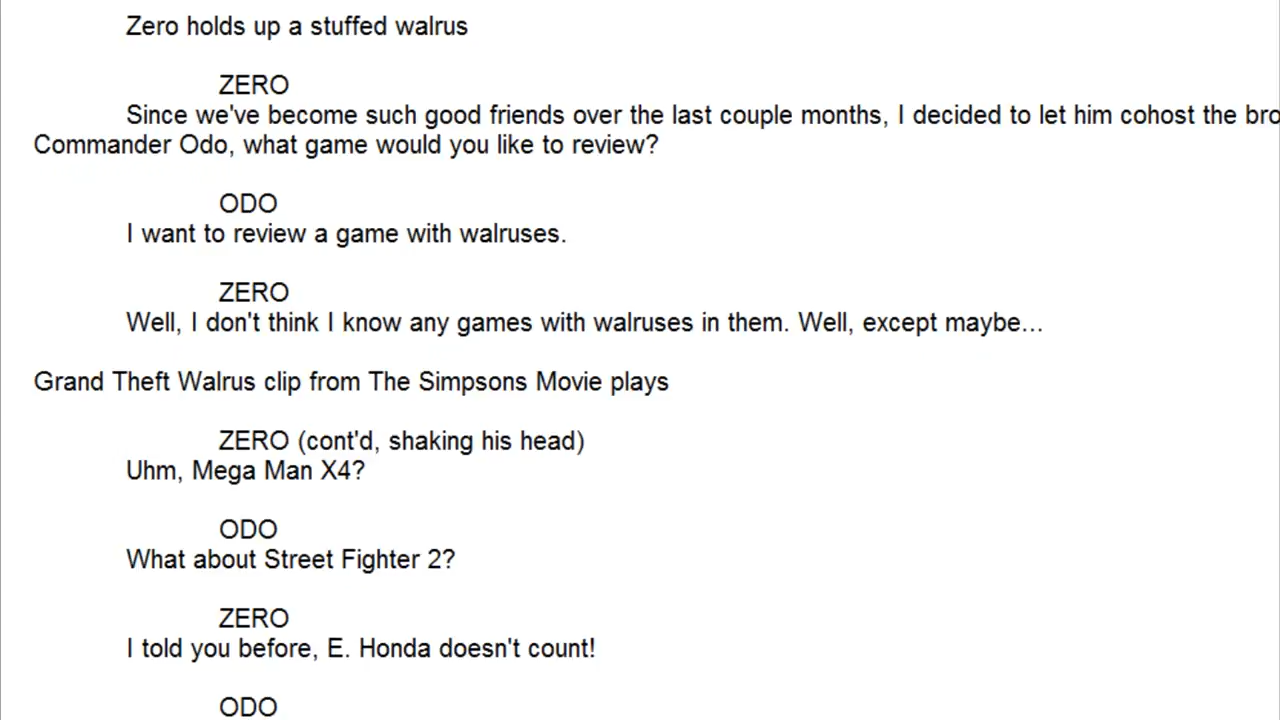 Zero holds up a stuffed walrus
ZERO
Since we've become such good friends over the last couple months, I decided to let him cohost the
Commander Odo, what game would you like to review?
ODO
I want to review a game with walruses.
ZERO
Well, I don't think I know any games with walruses in them. Well, except maybe...
Grand Theft Walrus clip from The Simpsons Movie plays
ZERO (cont'd, shaking his head)
Uhm, Mega Man X4?
ODO
What about Street Fighter 2?
ZERO
I told you before, E. Honda doesn't count!
ODO